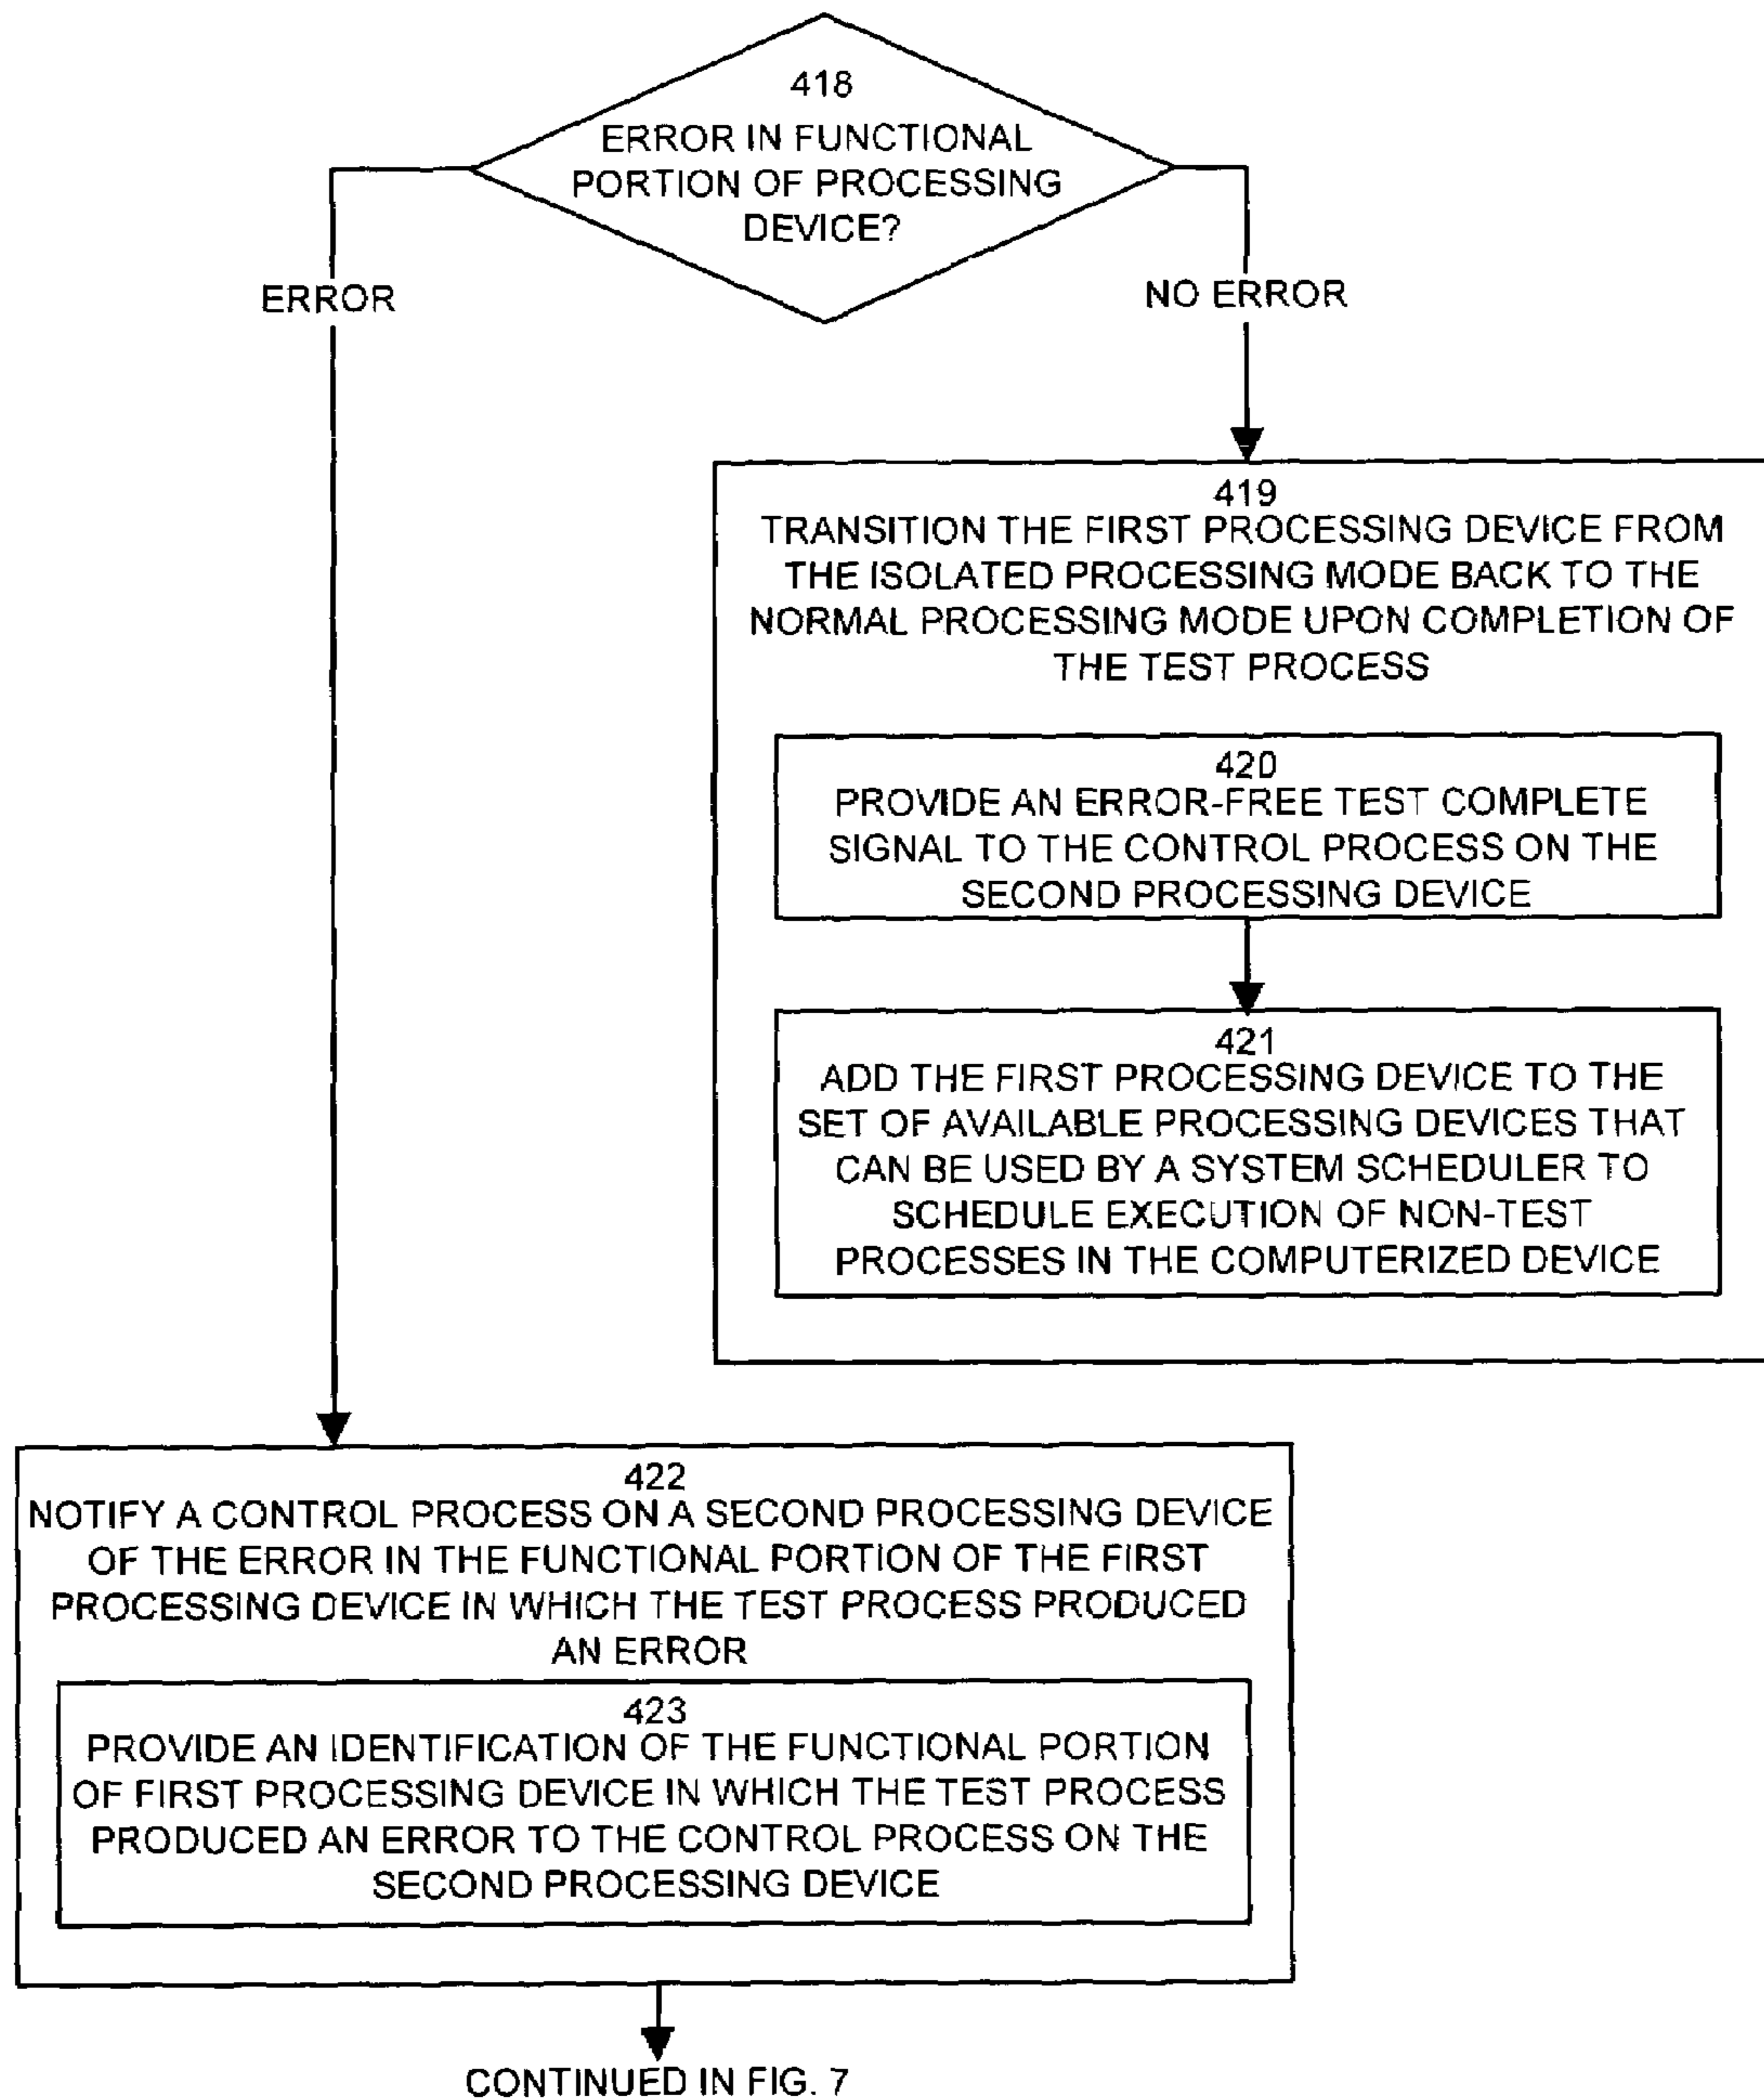 418
ERROR IN FUNCTIONAL
PORTION OF PROCESSING
DEVICE?
ERROR
NO ERROR
419
TRANSITION THE FIRST PROCESSING DEVICE FROM
THE ISOLATED PROCESSING MODE BACK TO THE
NORMAL PROCESSING MODE UPON COMPLETION OF
THE TEST PROCESS
420
PROVIDE AN ERROR-FREE TEST COMPLETE
SIGNAL TO THE CONTROL PROCESS ON THE
SECOND PROCESSING DEVICE
421
ADD THE FIRST PROCESSING DEVICE TO THE
SET OF AVAILABLE PROCESSING DEVICES THAT
CAN BE USED BY A SYSTEM SCHEDULER TO
SCHEDULE EXECUTION OF NON-TEST
PROCESSES IN THE COMPUTERIZED DEVICE
422
NOTIFY A CONTROL PROCESS ON A SECOND PROCESSING DEVICE
OF THE ERROR IN THE FUNCTIONAL PORTION OF THE FIRST
PROCESSING DEVICE IN WHICH THE TEST PROCESS PRODUCED
AN ERROR
423
PROVIDE AN IDENTIFICATION OF THE FUNCTIONAL PORTION
OF FIRST PROCESSING DEVICE IN WHICH THE TEST PROCESS
PRODUCED AN ERROR TO THE CONTROL PROCESS ON THE
SECOND PROCESSING DEVICE
CONTINUED IN FIG. 7